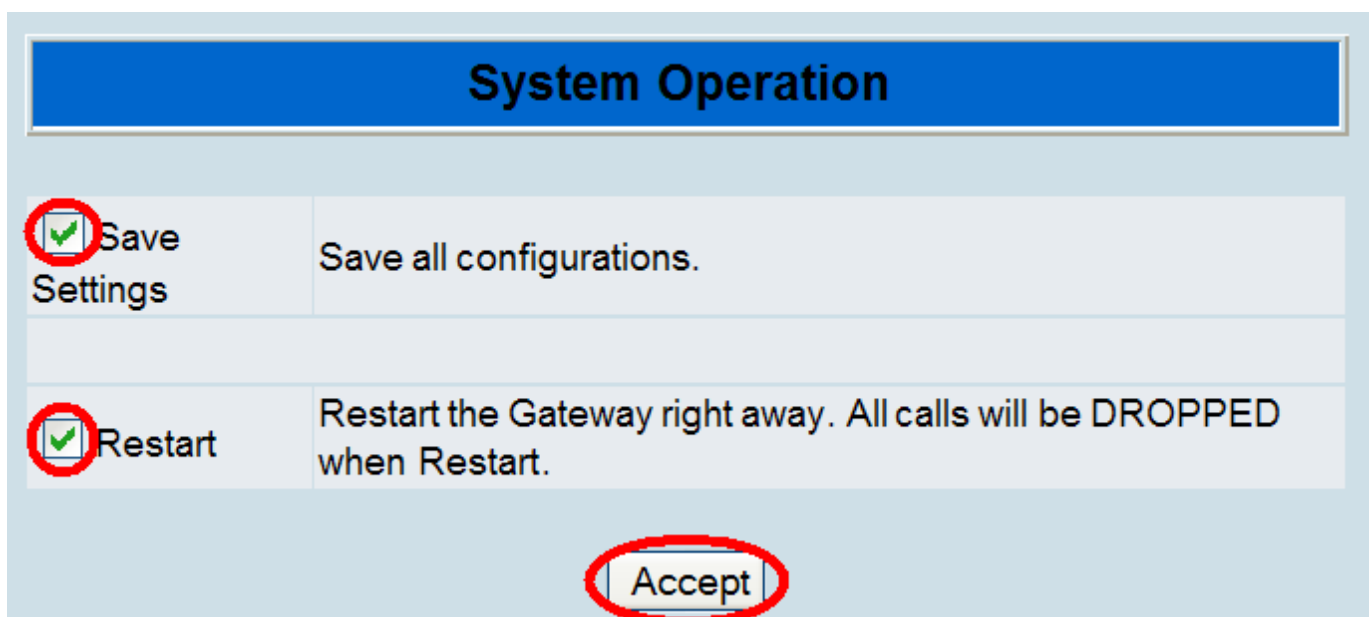 System Operation
Save
Settings
Save all configurations.
Restart
Restart the Gateway right away. All calls will be DROPPED
when Restart.
Accept